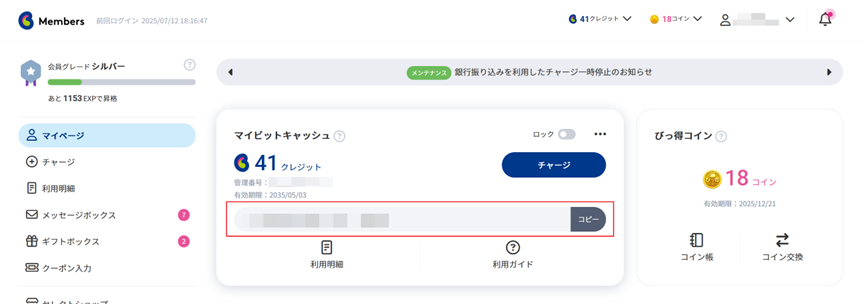 Members
前回ログイン 2025/07/12 18:16:47
41クレジット
18コイン
会員グレード シルバー
あと 1153 EXPで昇格
メンテナンス 銀行振り込みを利用したチャージ一時停止のお知らせ
マイページ
チャージ
利用明細
メッセージボックス 7
ギフトボックス 2
クーポン入力
セレクトショップ
マイビットキャッシュ
ロック
41 クレジット
チャージ
管理番号:
有効期限:2035/05/03
コピー
利用明細
利用ガイド
びっ得コイン
18 コイン
有効期限:2025/12/21
コイン帳
コイン交換